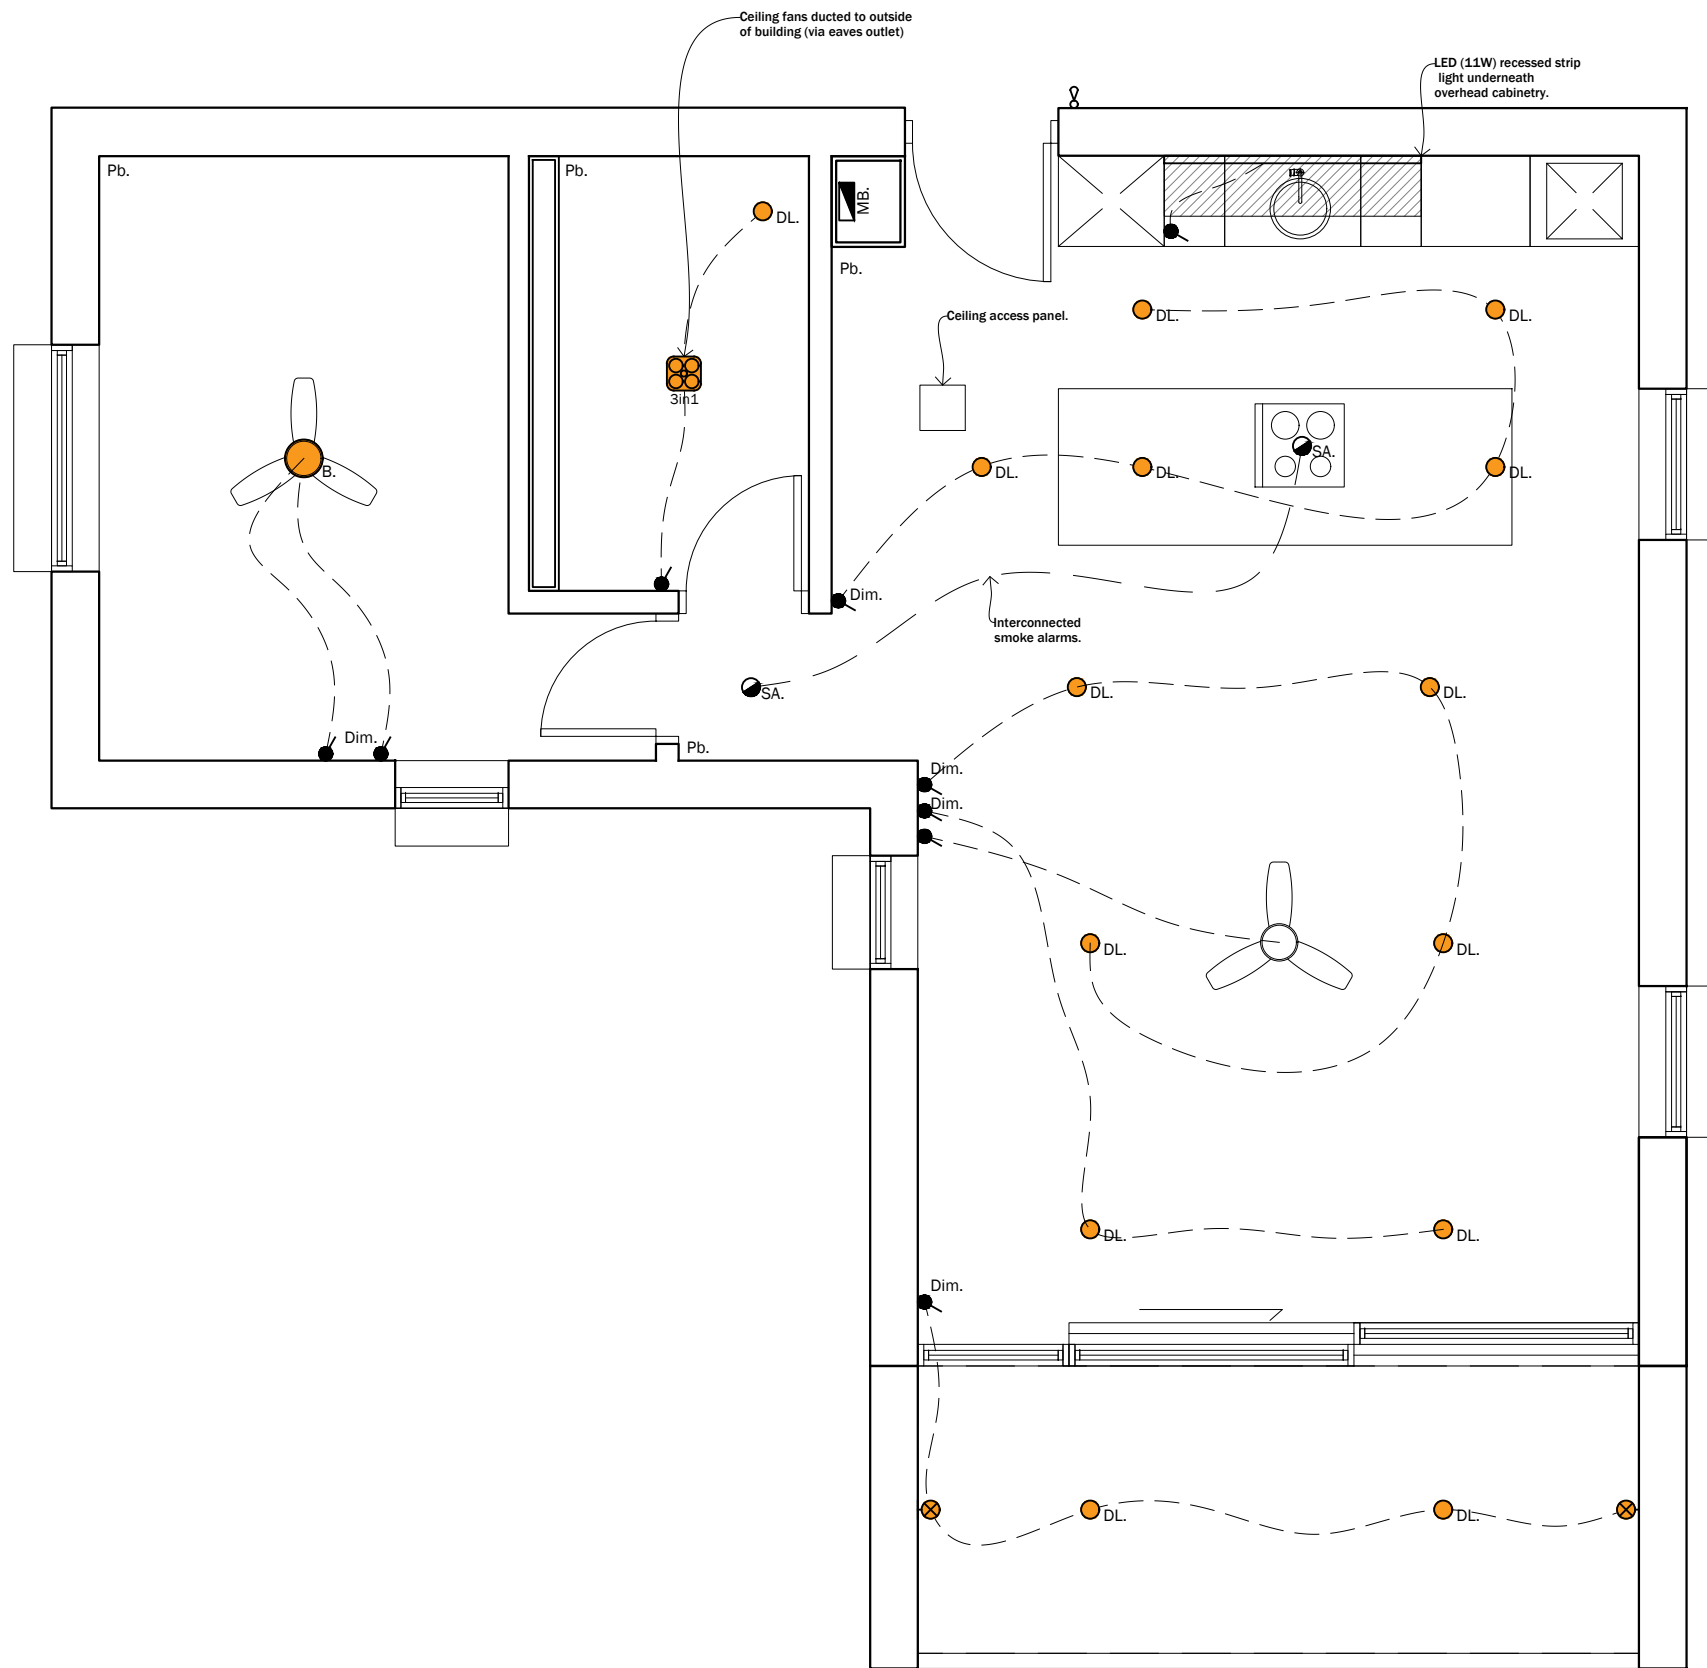 Ceiling fans ducted to outside
of building (via eaves outlet)
LED (11W) recessed strip
light underneath
overhead cabinetry.
Pb.
Pb.
MB.
DL.
Pb.
Ceiling access panel.
DL.
DL.
3in1
B.
DL.
DL.
SA.
DL.
Dim.
Interconnected
smoke alarms.
SA.
DL.
DL.
Dim.
Pb.
Dim.
Dim.
DL.
DL.
DL.
DL.
Dim.
DL.
DL.